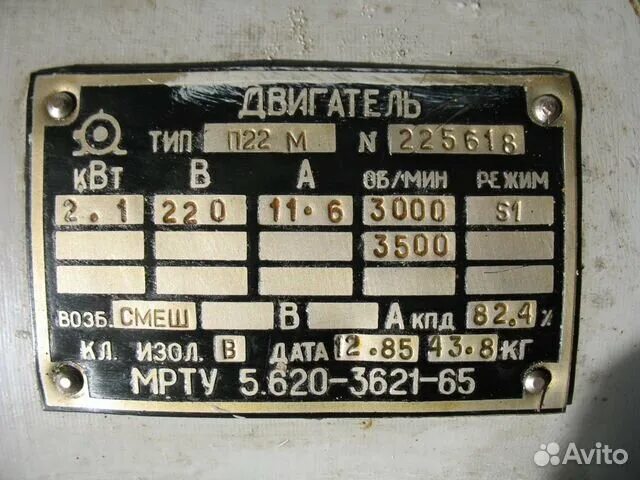 ДВИГАТЕЛЬ
ТИП П22 М N 225618
кВт В А ОБ/МИН РЕЖИМ
2.1 220 11.6 3000 S1
3500
ВОЗБ. СМЕШ В А КПД 82.4 %
КЛ. ИЗОЛ. В ДАТА 12.85 43.8 КГ
МРТУ 5.620-3621-65
Avito